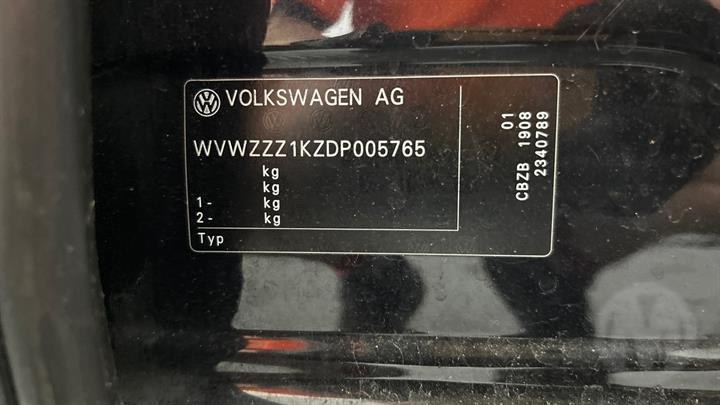 VOLKSWAGEN AG
WVWZZZ1KZDP005765
kg
kg
1- kg
2- kg
Typ
01
CBZB 1908
2340789